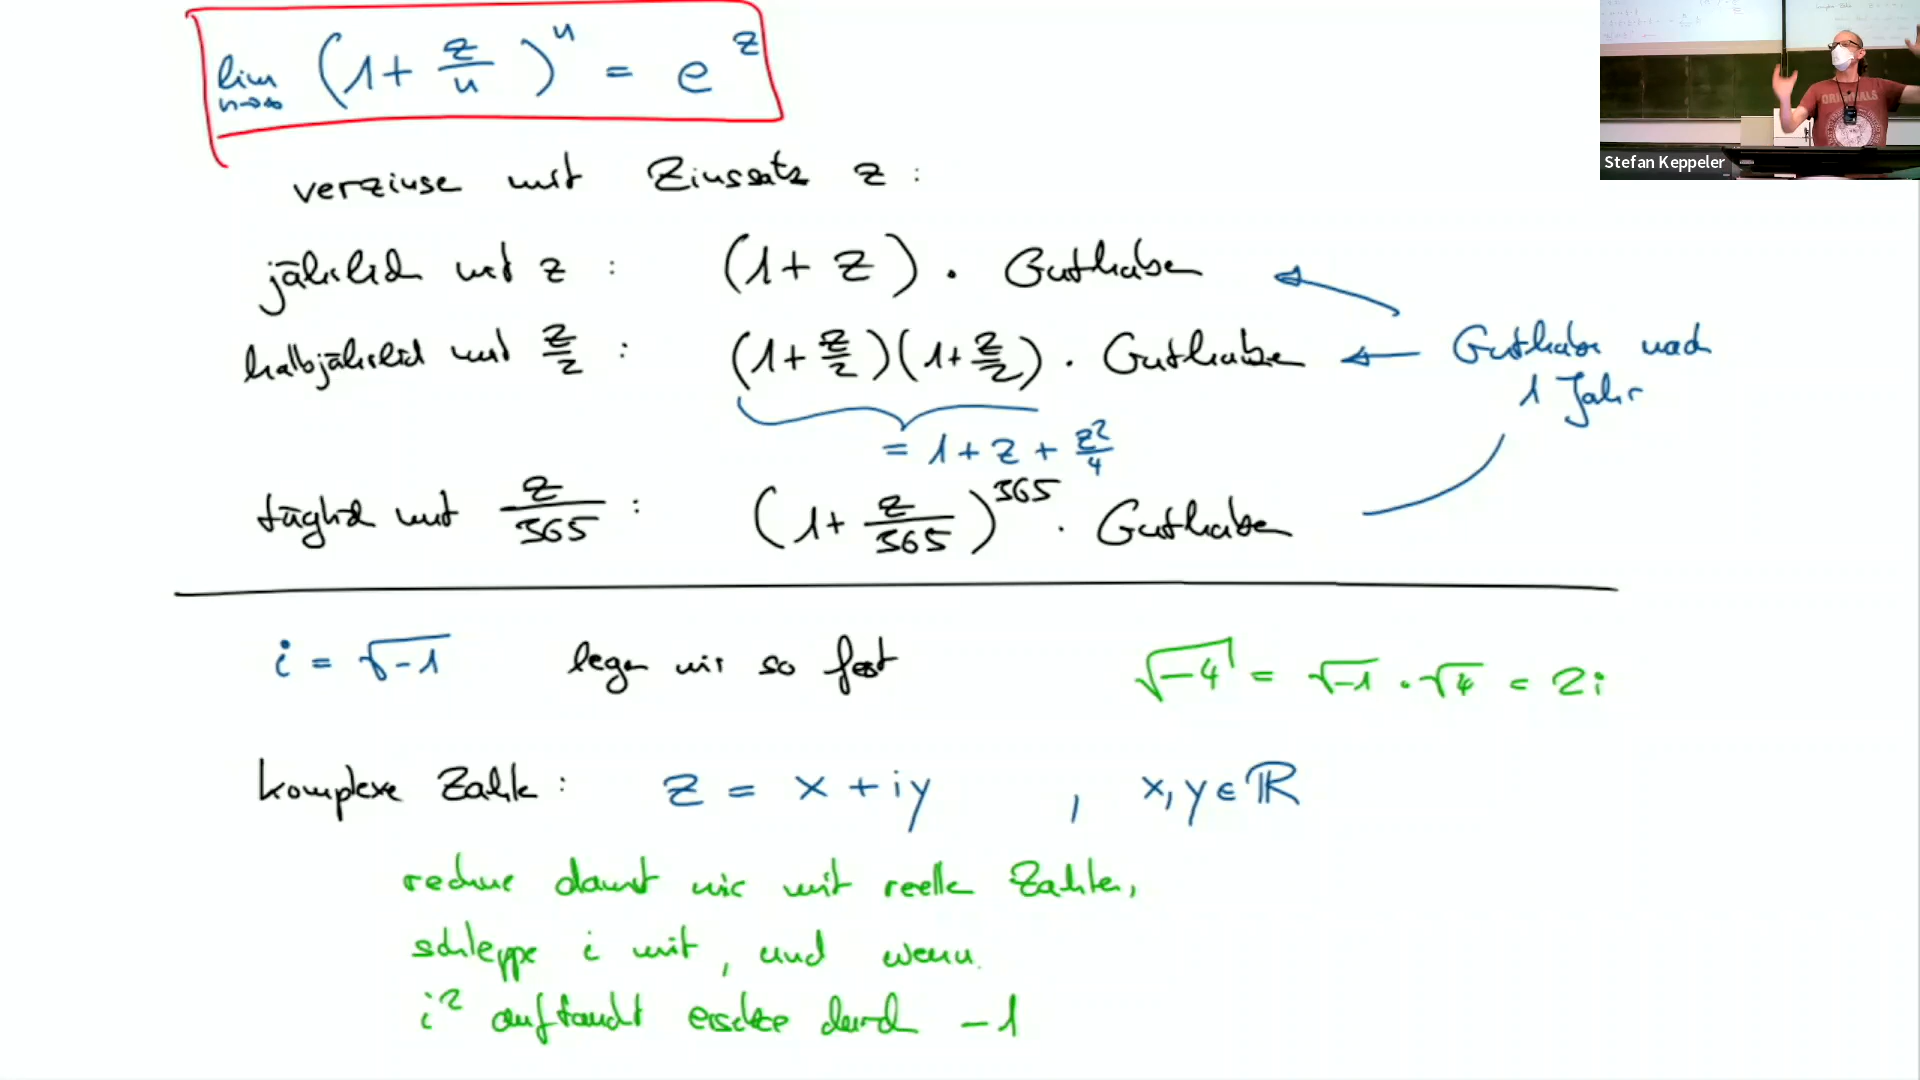 lim n→∞ (1 + z/n)^n = e^z
verzinse mit Zinssatz z :
jährlich mit z : (1 + z) · Guthaben
halbjährlich mit z/2 : (1 + z/2)(1 + z/2) · Guthaben
Guthaben nach
1 Jahr
= 1 + z + z²/4
täglich mit z/365 : (1 + z/365)^365 · Guthaben
i = √-1 legen wir so fest √-4 = √-1 · √4 = 2i
komplexe Zahlen : z = x + iy , x, y ∈ ℝ
rechne damit wie mit reellen Zahlen,
schleppe i mit, und wenn
i² auftaucht ersetze durch -1
Stefan Keppeler
ORIGINALS